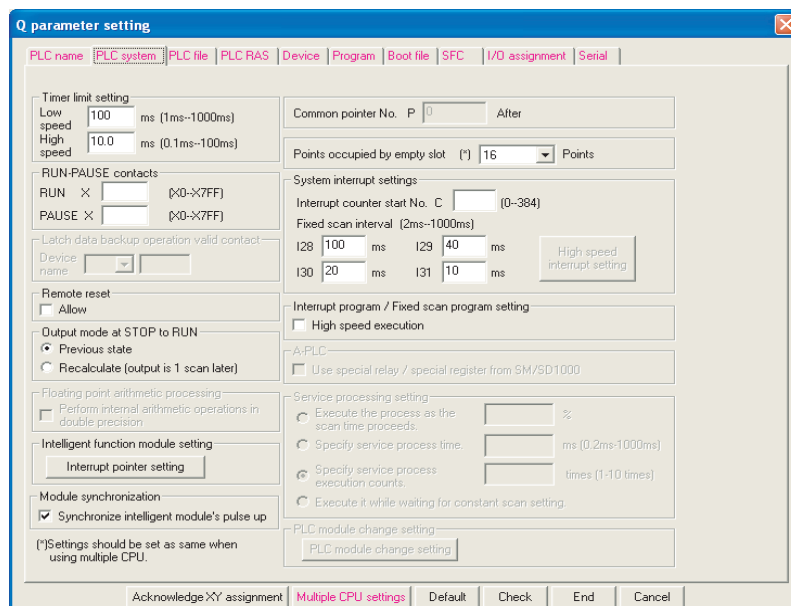 Q parameter setting
PLC name PLC system PLC file PLC RAS Device Program Boot file SFC I/O assignment Serial
Timer limit setting
Low speed 100 ms (1ms--1000ms)
High speed 10.0 ms (0.1ms--100ms)
RUN-PAUSE contacts
RUN X (X0-X7FF)
PAUSE X (X0-X7FF)
Latch data backup operation valid contact
Device name
Remote reset
Allow
Output mode at STOP to RUN
Previous state
Recalculate (output is 1 scan later)
Floating point arithmetic processing
Perform internal arithmetic operations in
double precision
Intelligent function module setting
Interrupt pointer setting
Module synchronization
Synchronize intelligent module's pulse up
(*)Settings should be set as same when
using multiple CPU.
Common pointer No. P 0 After
Points occupied by empty slot (*) 16 Points
System interrupt settings
Interrupt counter start No. C (0--384)
Fixed scan interval (2ms--1000ms)
I28 100 ms I29 40 ms
I30 20 ms I31 10 ms
High speed
interrupt setting
Interrupt program / Fixed scan program setting
High speed execution
A-PLC
Use special relay / special register from SM/SD1000
Service processing setting
Execute the process as the
scan time proceeds. %
Specify service process time. ms (0.2ms-1000ms)
Specify service process
execution counts. times (1-10 times)
Execute it while waiting for constant scan setting.
PLC module change setting
PLC module change setting
Acknowledge XY assignment Multiple CPU settings Default Check End Cancel